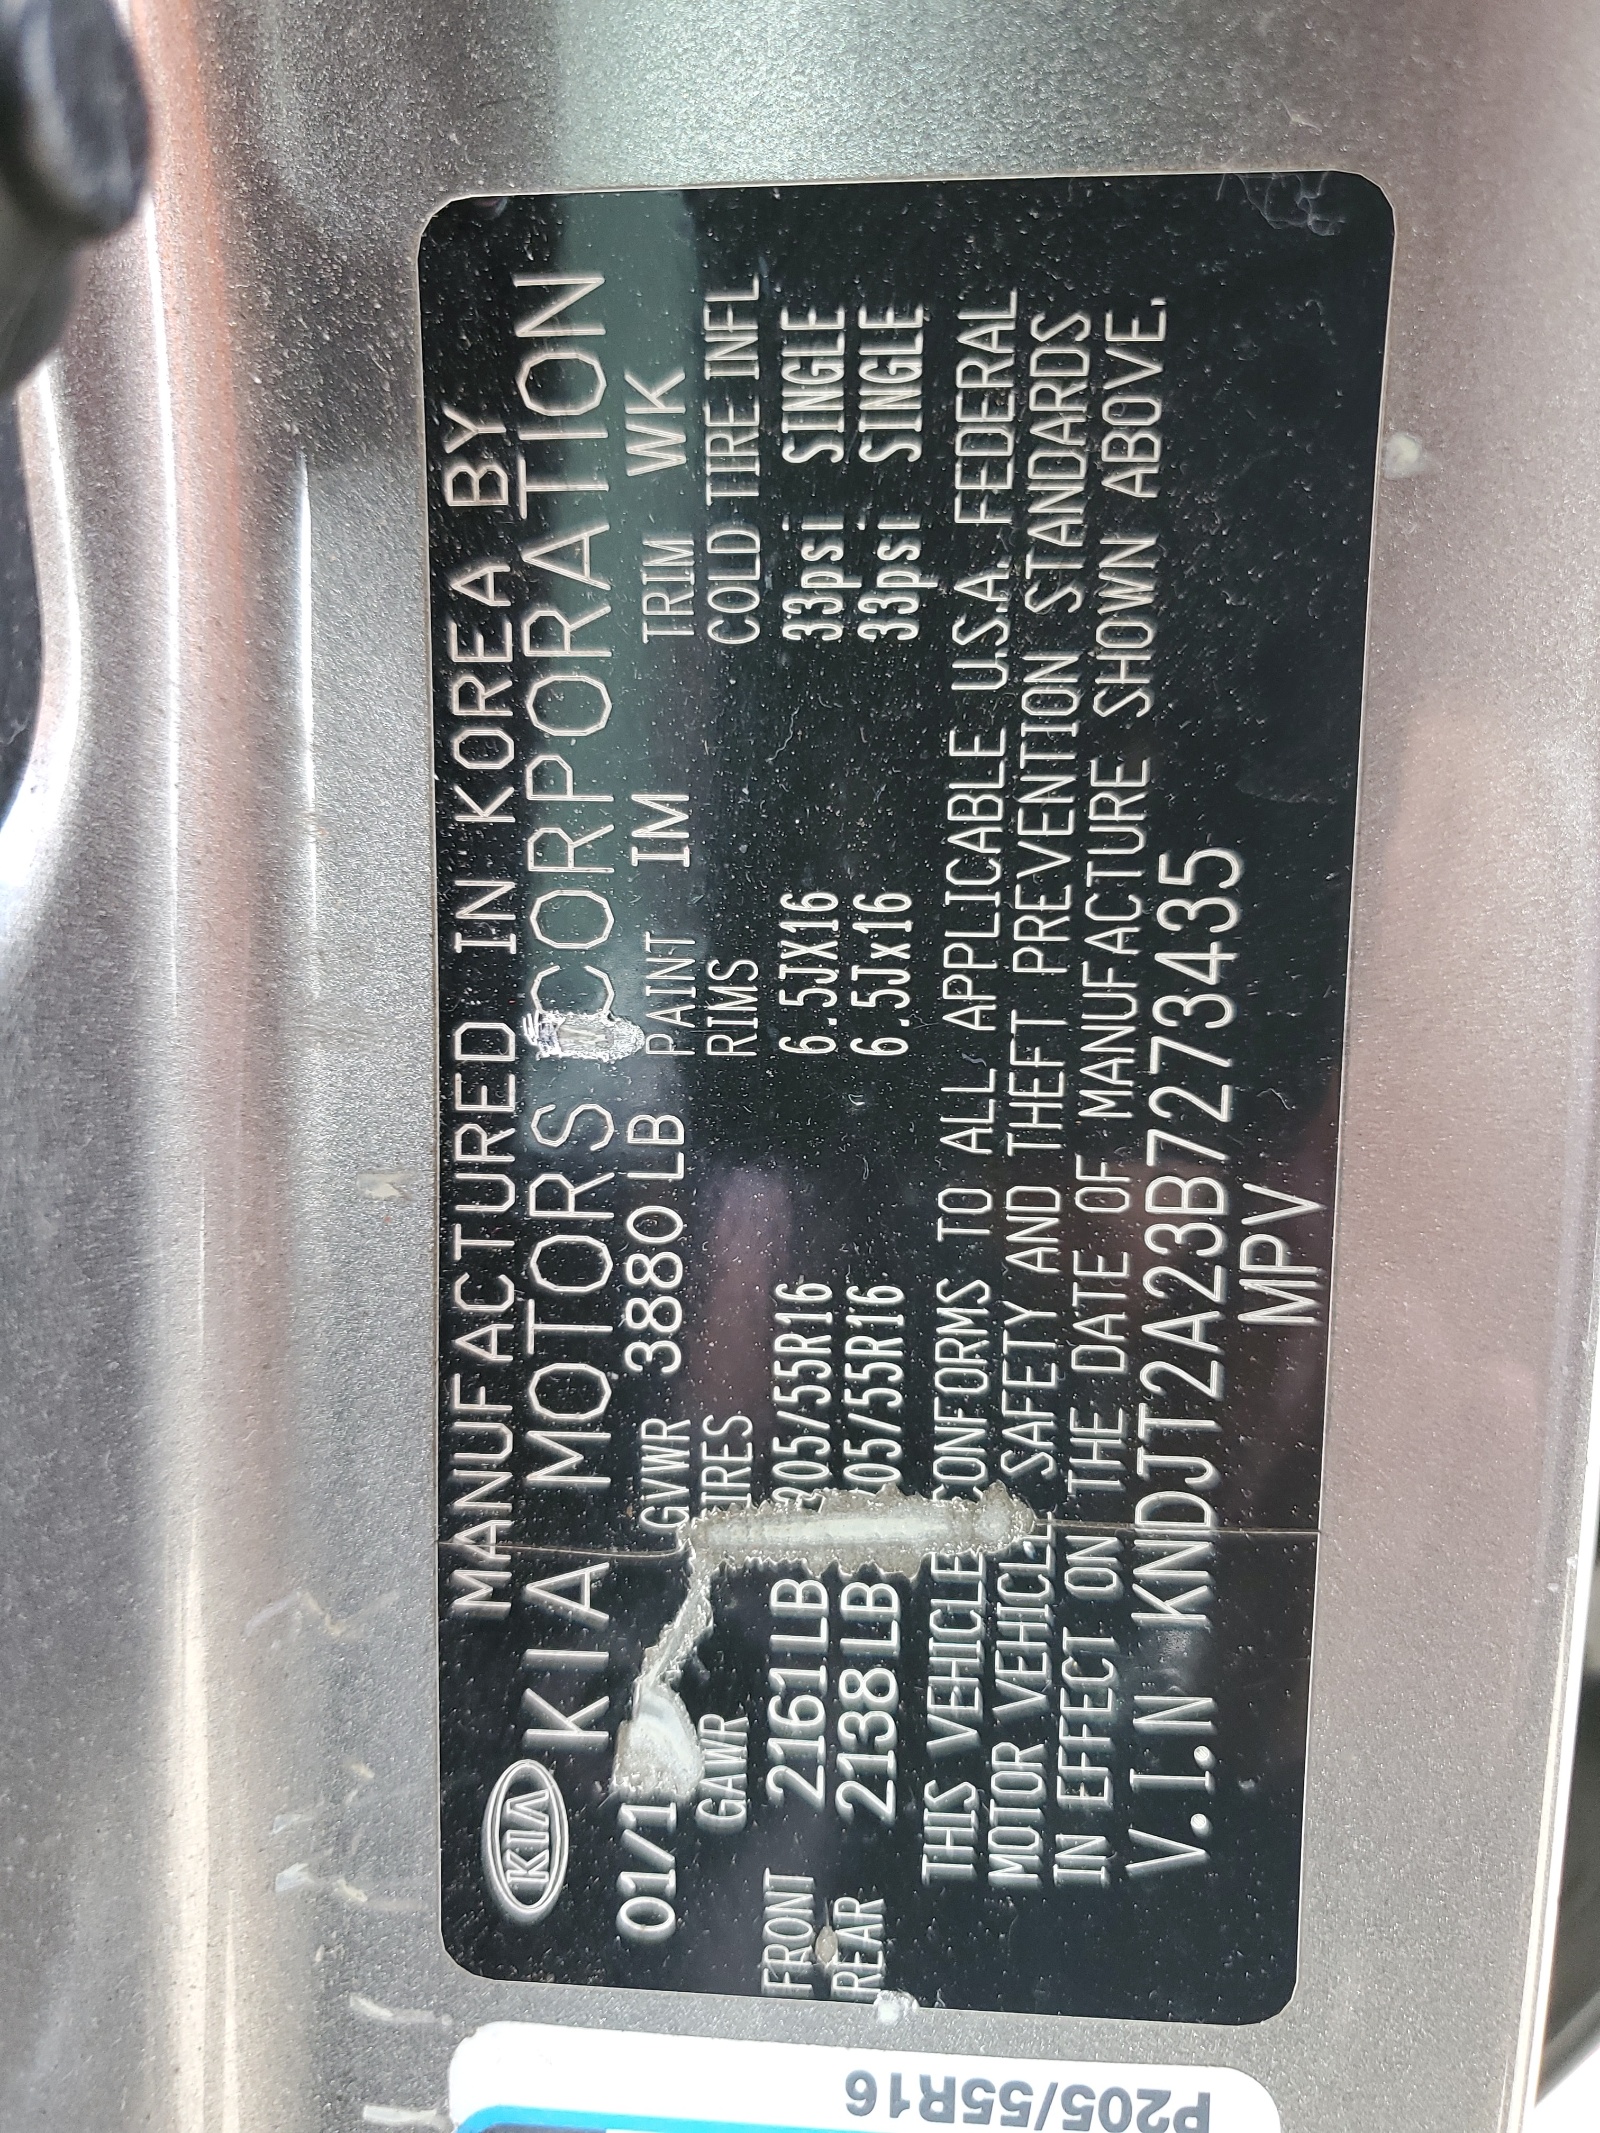 KIA
MANUFACTURED IN KOREA BY
KIA MOTORS CORPORATION
01/1 GVWR 3880 LB PAINT IM TRIM WK
GAWR TIRES RIMS COLD TIRE INFL
FRONT 2161 LB 205/55R16 6.5JX16 33psi SINGLE
REAR 2138 LB 205/55R16 6.5Jx16 33psi SINGLE
THIS VEHICLE CONFORMS TO ALL APPLICABLE U.S.A. FEDERAL
MOTOR VEHICLE SAFETY AND THEFT PREVENTION STANDARDS
IN EFFECT ON THE DATE OF MANUFACTURE SHOWN ABOVE.
V.I.N KNDJT2A23B7273435
MPV
P205/55R16